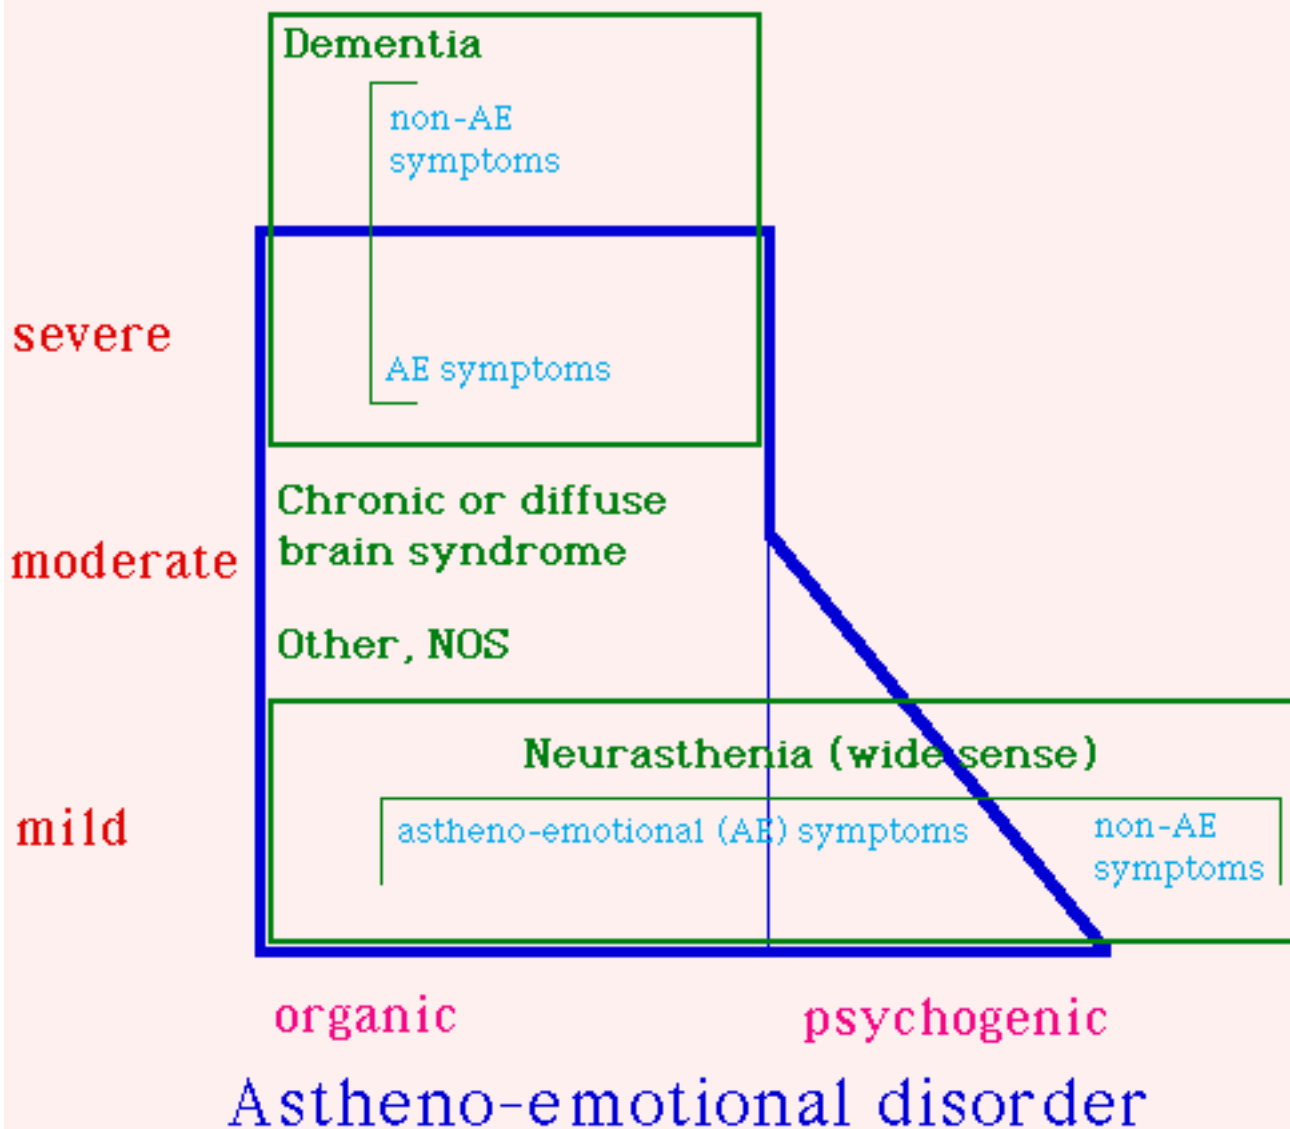 Dementia
non-AE
symptoms
severe
AE symptoms
Chronic or diffuse
moderate
brain syndrome
Other, NOS
Neurasthenia (wide sense)
mild
astheno-emotional (AE) symptoms
non-AE
symptoms
organic
psychogenic
Astheno-emotional disorder